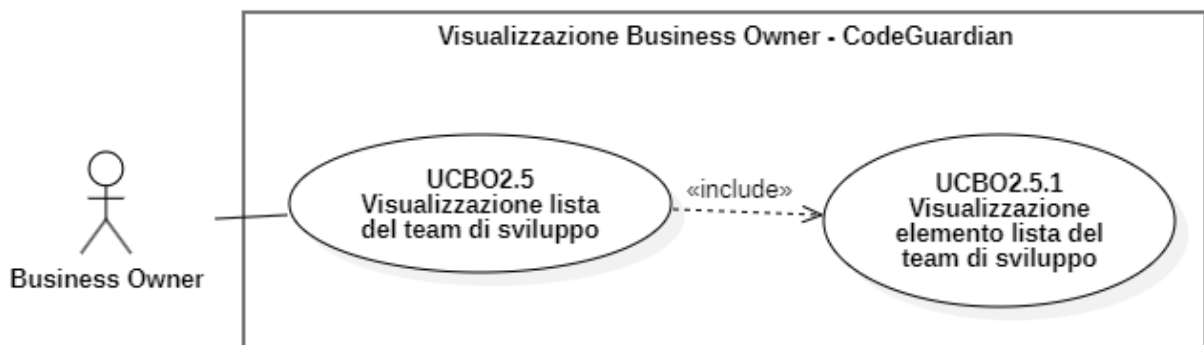 Visualizzazione Business Owner - CodeGuardian
Business Owner
UCBO2.5
Visualizzazione lista
del team di sviluppo
«include»
UCBO2.5.1
Visualizzazione
elemento lista del
team di sviluppo